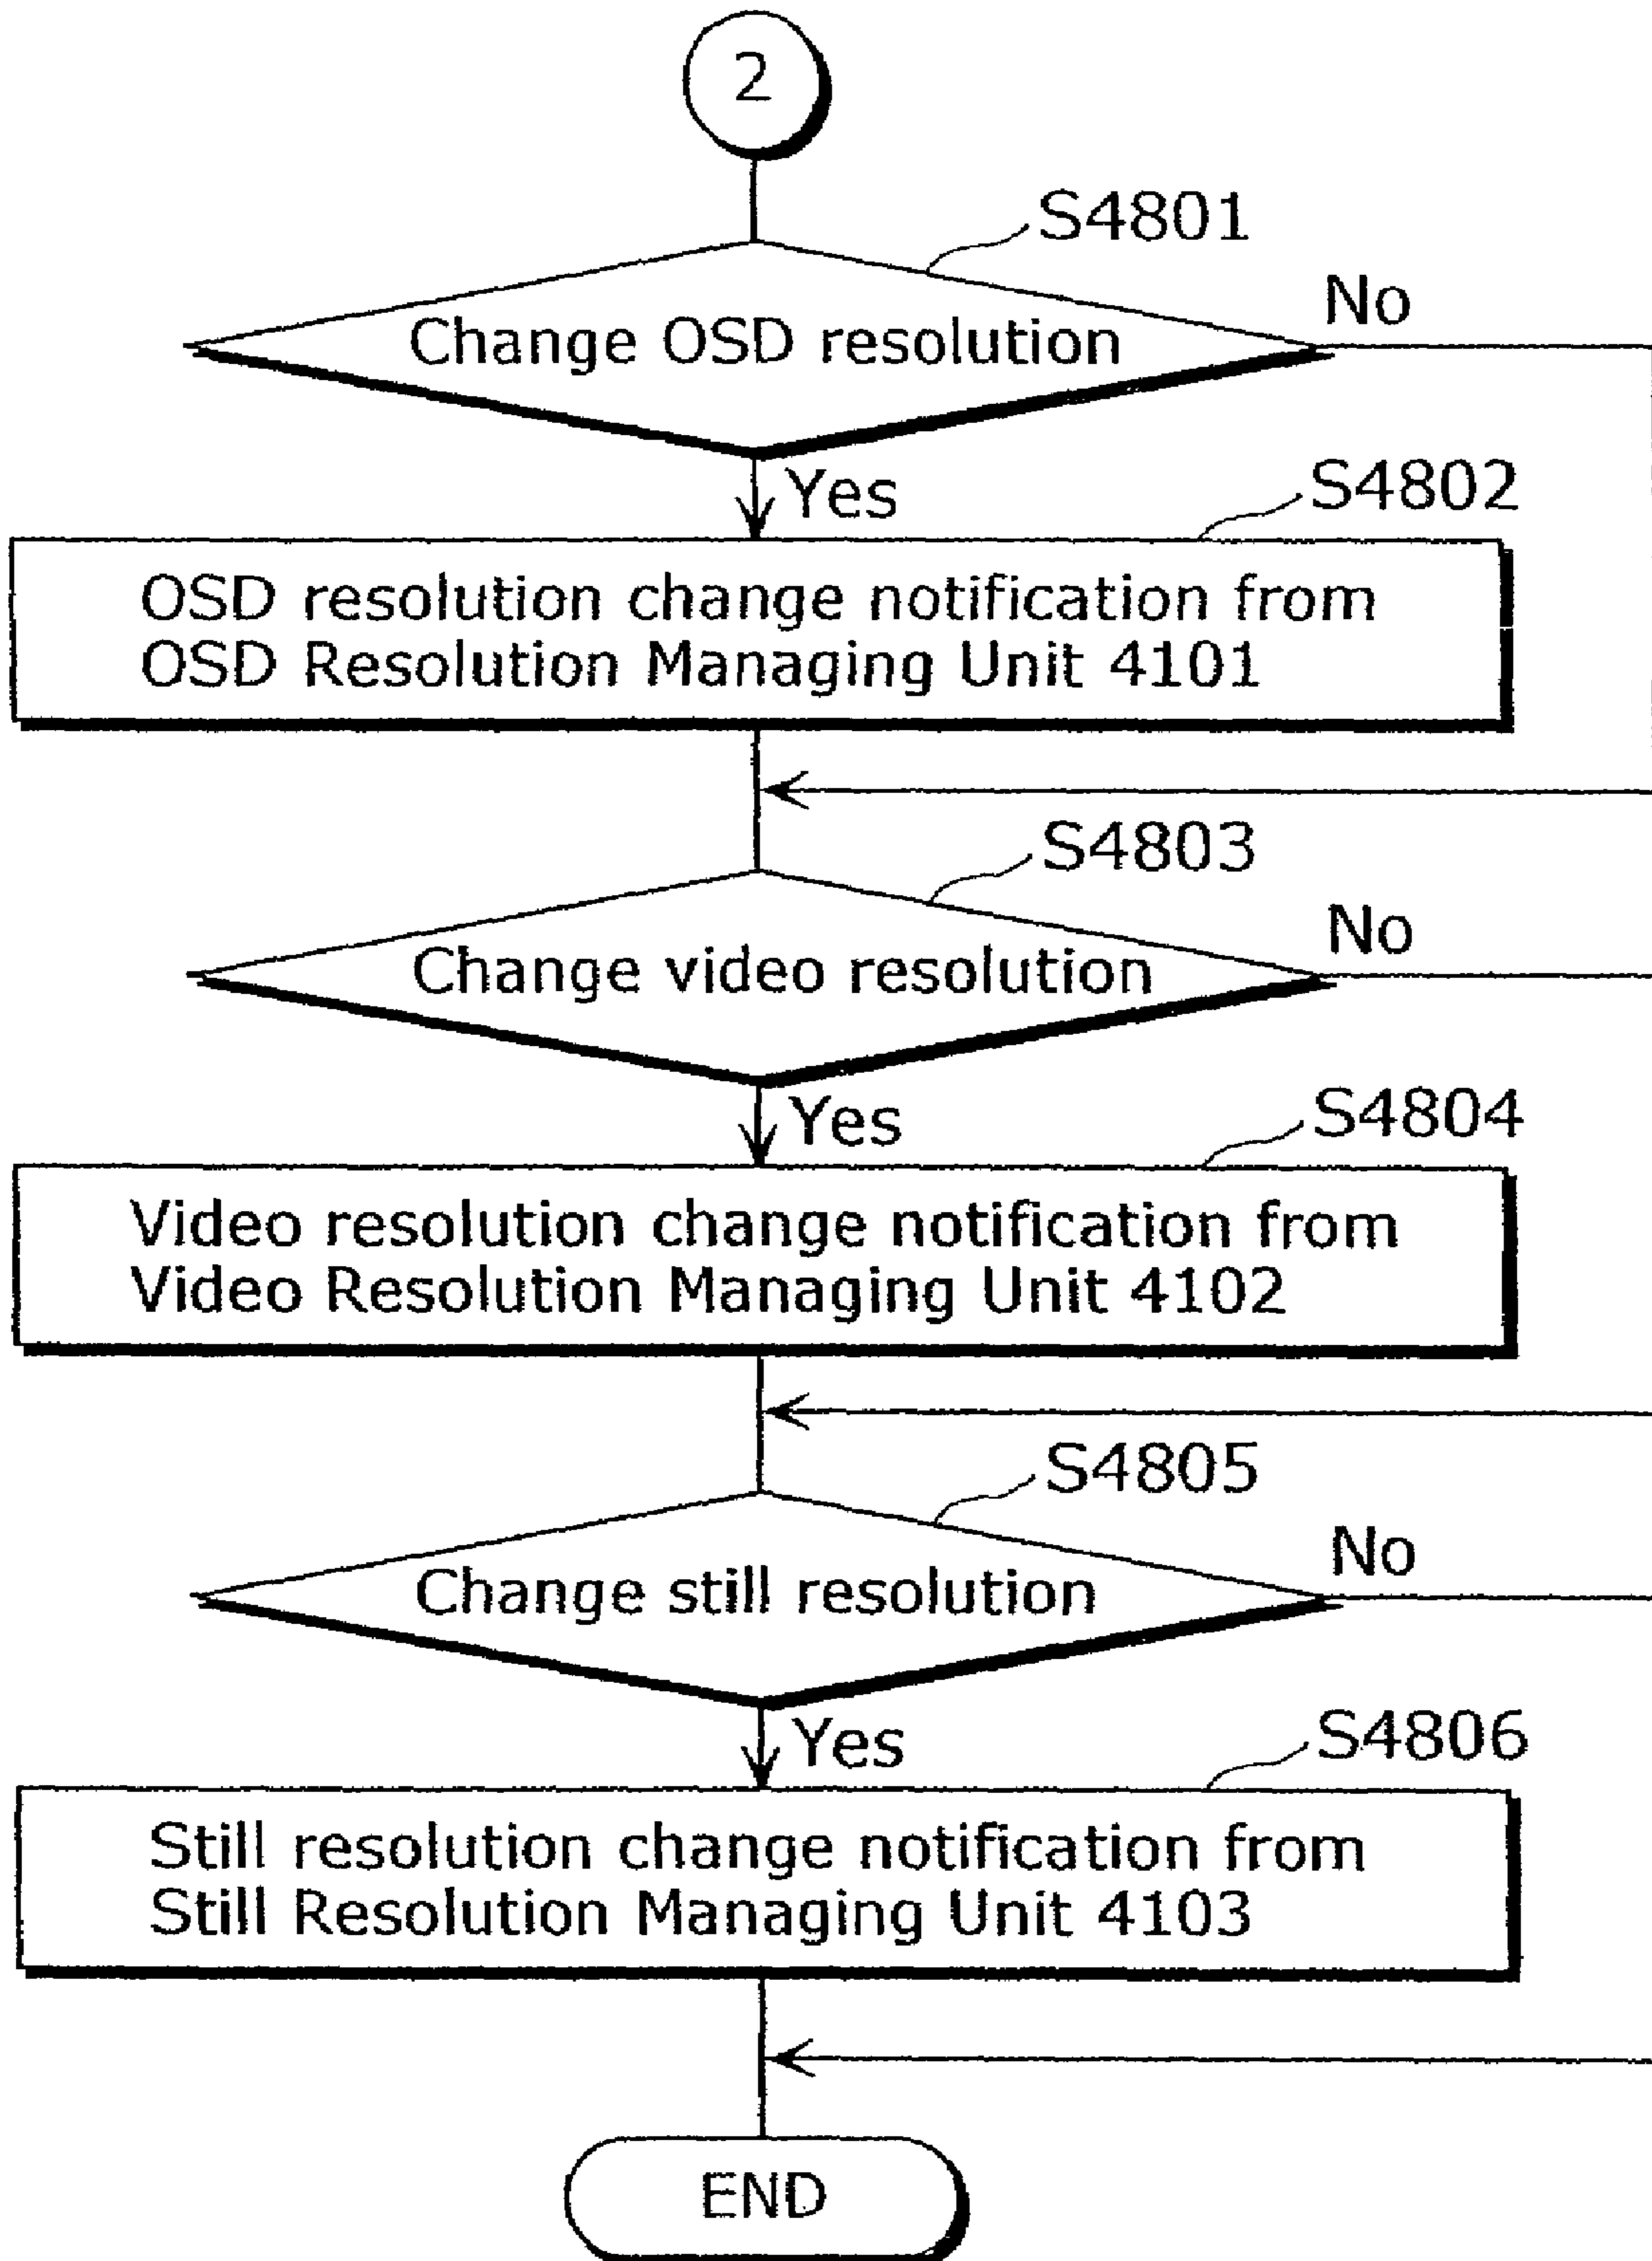 2
S4801
Change OSD resolution
No
Yes
S4802
OSD resolution change notification from
OSD Resolution Managing Unit 4101
S4803
Change video resolution
No
Yes
S4804
Video resolution change notification from
Video Resolution Managing Unit 4102
S4805
Change still resolution
No
Yes
S4806
Still resolution change notification from
Still Resolution Managing Unit 4103
END